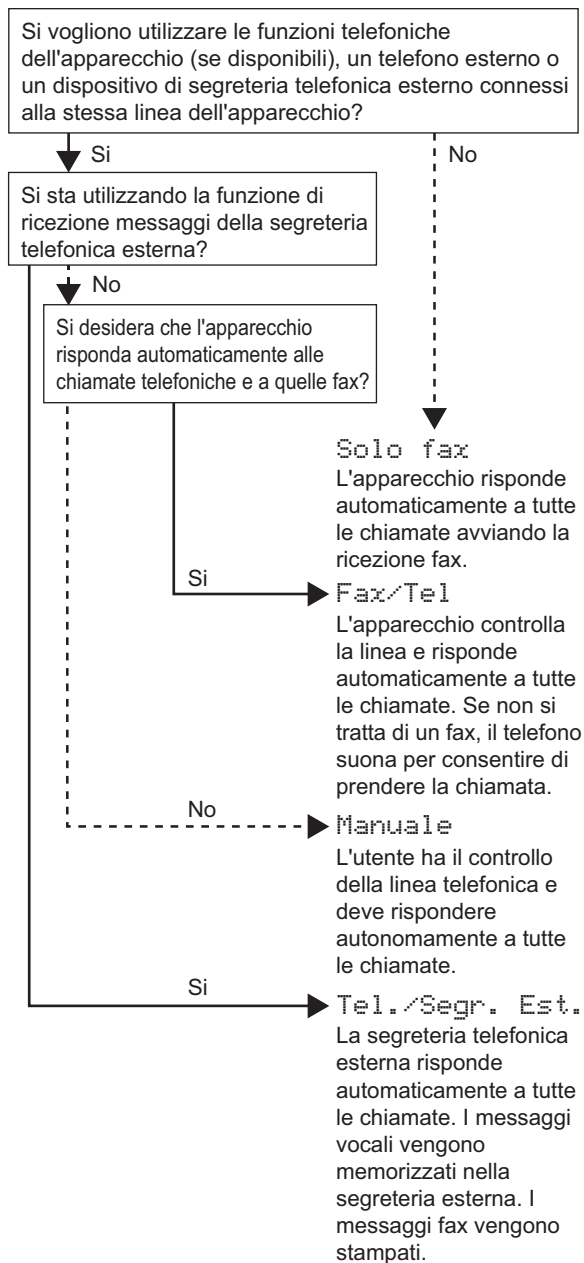 Si vogliono utilizzare le funzioni telefoniche
dell'apparecchio (se disponibili), un telefono esterno o
un dispositivo di segreteria telefonica esterno connessi
alla stessa linea dell'apparecchio?
Si
No
Si sta utilizzando la funzione di
ricezione messaggi della segreteria
telefonica esterna?
No
Si desidera che l'apparecchio
risponda automaticamente alle
chiamate telefoniche e a quelle fax?
Solo fax
L'apparecchio risponde
automaticamente a tutte
le chiamate avviando la
ricezione fax.
Si
Fax/Tel
L'apparecchio controlla
la linea e risponde
automaticamente a tutte
le chiamate. Se non si
tratta di un fax, il telefono
suona per consentire di
prendere la chiamata.
No
Manuale
L'utente ha il controllo
della linea telefonica e
deve rispondere
autonomamente a tutte
le chiamate.
Si
Tel./Segr. Est.
La segreteria telefonica
esterna risponde
automaticamente a tutte
le chiamate. I messaggi
vocali vengono
memorizzati nella
segreteria esterna. I
messaggi fax vengono
stampati.